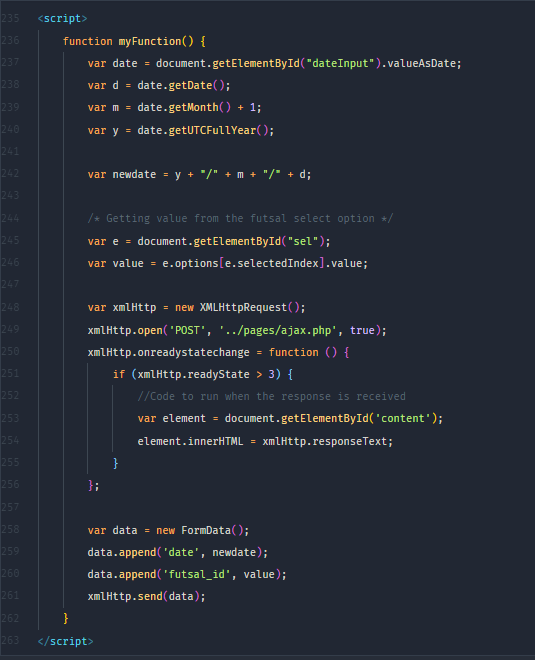 235 <script>
236 function myFunction() {
237 var date = document.getElementById("dateInput").valueAsDate;
238 var d = date.getDate();
239 var m = date.getMonth() + 1;
240 var y = date.getUTCFullYear();
241
242 var newdate = y + "/" + m + "/" + d;
243
244 /* Getting value from the futsal select option */
245 var e = document.getElementById("sel");
246 var value = e.options[e.selectedIndex].value;
247
248 var xmlHttp = new XMLHttpRequest();
249 xmlHttp.open('POST', '../pages/ajax.php', true);
250 xmlHttp.onreadystatechange = function () {
251 if (xmlHttp.readyState > 3) {
252 //Code to run when the response is received
253 var element = document.getElementById('content');
254 element.innerHTML = xmlHttp.responseText;
255 }
256 };
257
258 var data = new FormData();
259 data.append('date', newdate);
260 data.append('futsal_id', value);
261 xmlHttp.send(data);
262 }
263 </script>